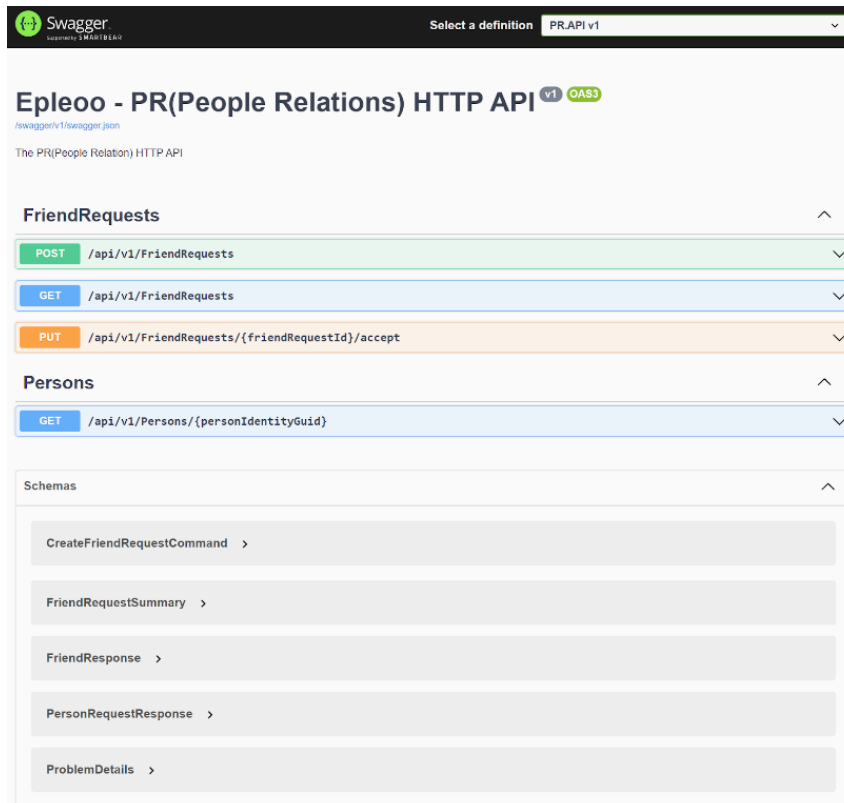 Swagger.
Supported by SMARTBEAR
Select a definition
PR.API v1
Epleoo - PR(People Relations) HTTP API
v1
OAS3
/swagger/v1/swagger.json
The PR(People Relation) HTTP API
FriendRequests
POST /api/v1/FriendRequests
GET /api/v1/FriendRequests
PUT /api/v1/FriendRequests/{friendRequestId}/accept
Persons
GET /api/v1/Persons/{personIdentityGuid}
Schemas
CreateFriendRequestCommand
FriendRequestSummary
FriendResponse
PersonRequestResponse
ProblemDetails